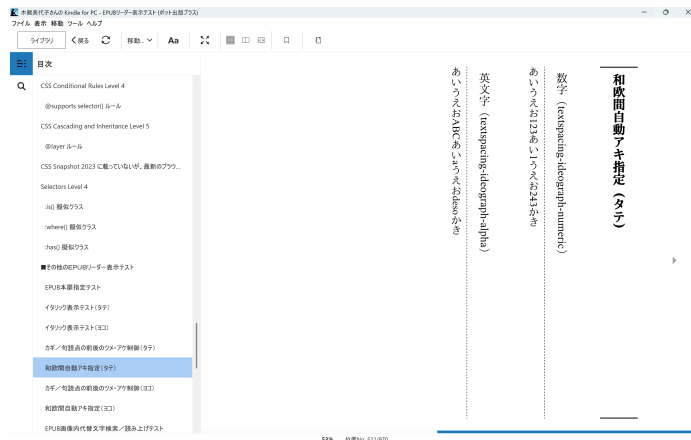 木龍美代子さんの Kindle for PC - EPUBリーダー表示テスト (ポット出版プラス)
ファイル 表示 移動 ツール ヘルプ
ライブラリ 戻る 移動... Aa
目次
CSS Conditional Rules Level 4
@supports selector() ルール
CSS Cascading and Inheritance Level 5
@layer ルール
CSS Snapshot 2023 に載っていないが、最新のブラウ...
Selectors Level 4
:is() 擬似クラス
:where() 擬似クラス
:has() 擬似クラス
■その他のEPUBリーダー表示テスト
EPUB本扉指定テスト
イタリック表示テスト(タテ)
イタリック表示テスト(ヨコ)
カギ/句読点の前後のツメ・アケ制御(タテ)
和欧間自動アキ指定(タテ)
カギ/句読点の前後のツメ・アケ制御(ヨコ)
和欧間自動アキ指定(ヨコ)
EPUB画像内代替文字検索/読み上げテスト
和欧間自動アキ指定(タテ)
数字(textspacing-ideograph-numeric)
あいうえお123あい1うえお243かき
英文字(textspacing-ideograph-alpha)
あいうえおABCあいaうえおdesoかき
53% 位置No. 511/970